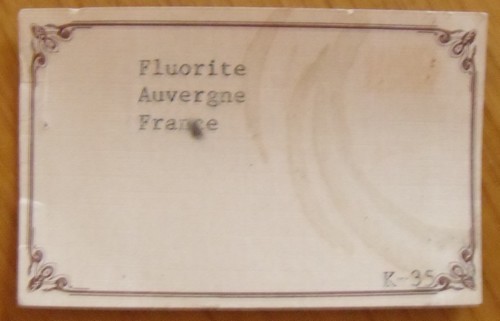 Fluorite
Auvergne
France
K-35